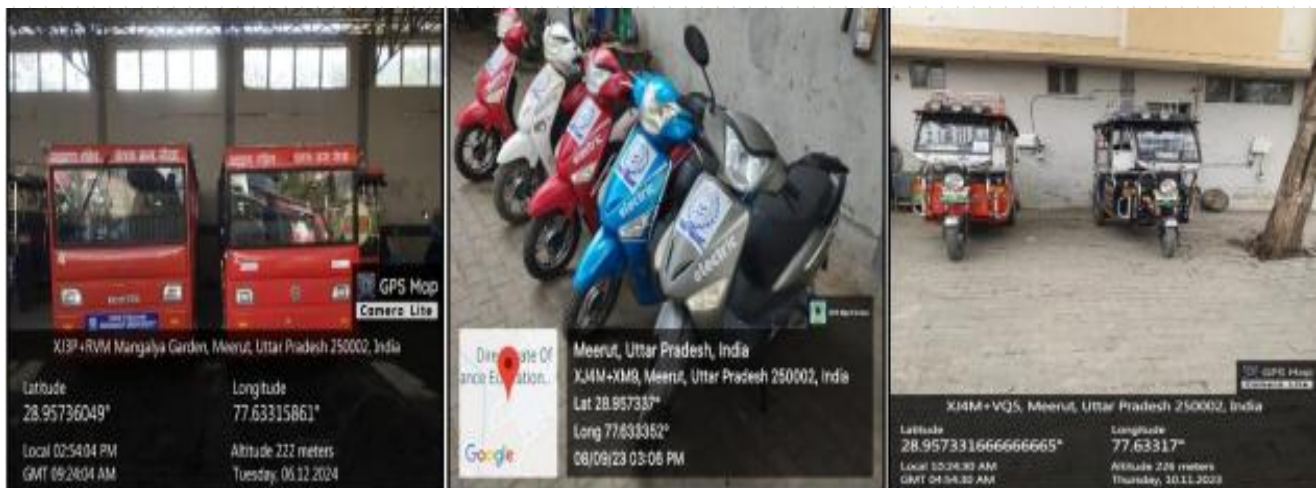 GPS Map
Camera Lite
XJ3P+RVM Mangalya Garden, Meerut, Uttar Pradesh 250002, India
Latitude
Longitude
28.95736049°
77.63315861°
Local 02:54:04 PM
Altitude 222 meters
GMT 09:24:04 AM
Tuesday, 06.12.2024
electric
electric
electric
Google
Meerut, Uttar Pradesh, India
XJ4M+XM9, Meerut, Uttar Pradesh 250002, India
Lat 28.957337°
Long 77.633352°
08/09/23 03:06 PM
GPS Map
Camera Lite
XJ4M+VQ5, Meerut, Uttar Pradesh 250002, India
Latitude
Longitude
28.9573316666666665°
77.63317°
Local 10:24:30 AM
Altitude 226 meters
GMT 04:54:30 AM
Thursday, 10.11.2023